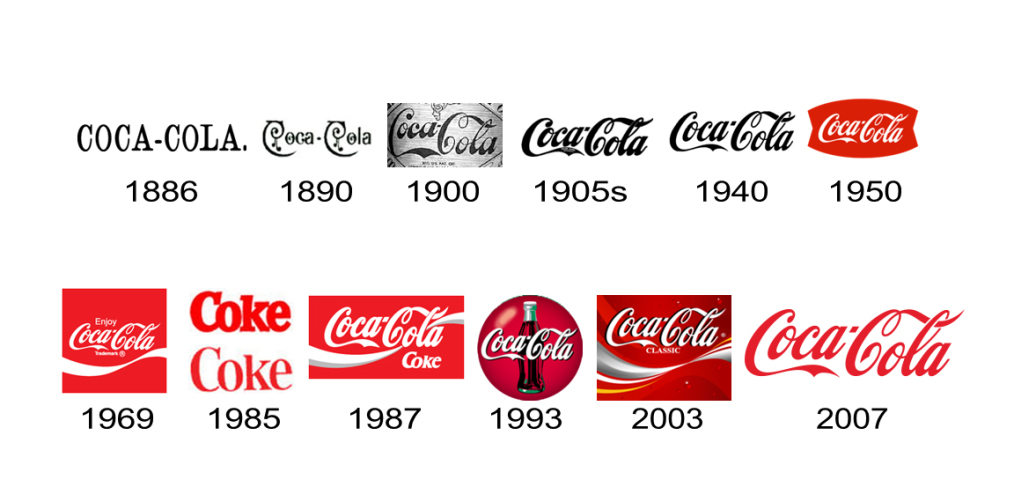 COCA-COLA.
Coca-Cola
Coca-Cola
Coca-Cola
Coca-Cola
Coca-Cola
1886
1890
1900
1905s
1940
1950
Enjoy
Coca-Cola
Trademark ®
Coke
Coke
Coca-Cola
Coke
Coca-Cola
Coca-Cola
CLASSIC
Coca-Cola
1969
1985
1987
1993
2003
2007